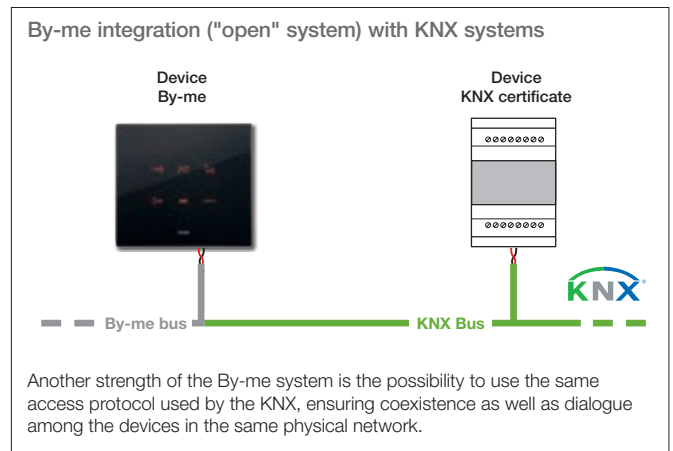 By-me integration ("open" system) with KNX systems
Device
By-me
Device
KNX certificate
KNX
By-me bus
KNX Bus
Another strength of the By-me system is the possibility to use the same
access protocol used by the KNX, ensuring coexistence as well as dialogue
among the devices in the same physical network.